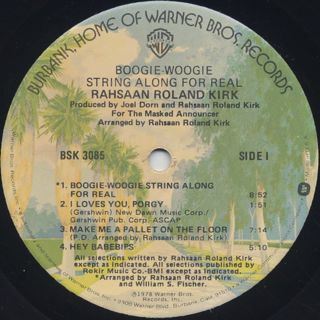 BURBANK, HOME OF WARNER BROS. RECORDS
WB
BOOGIE-WOOGIE
STRING ALONG FOR REAL
RAHSAAN ROLAND KIRK
Produced by Joel Dorn and Rahsaan Roland Kirk
For The Masked Announcer
Arranged by Rahsaan Roland Kirk
BSK 3085
SIDE I
*1. BOOGIE-WOOGIE STRING ALONG
FOR REAL 8:52
2. I LOVES YOU, PORGY 1:51
(Gershwin) New Dawn Music Corp./
Gershwin Pub. Corp: ASCAP
3. MAKE ME A PALLET ON THE FLOOR 7:14
(P.D. Arranged by Rahsaan Roland Kirk)
4. HEY BABEBIPS 5:10
All selections written by Rahsaan Roland Kirk
except as indicated. All selections published by
Rokir Music Co.-BMI except as indicated.
*Arranged by Rahsaan Roland Kirk
and William S. Fischer.
℗1978 Warner Bros.
Records, Inc.